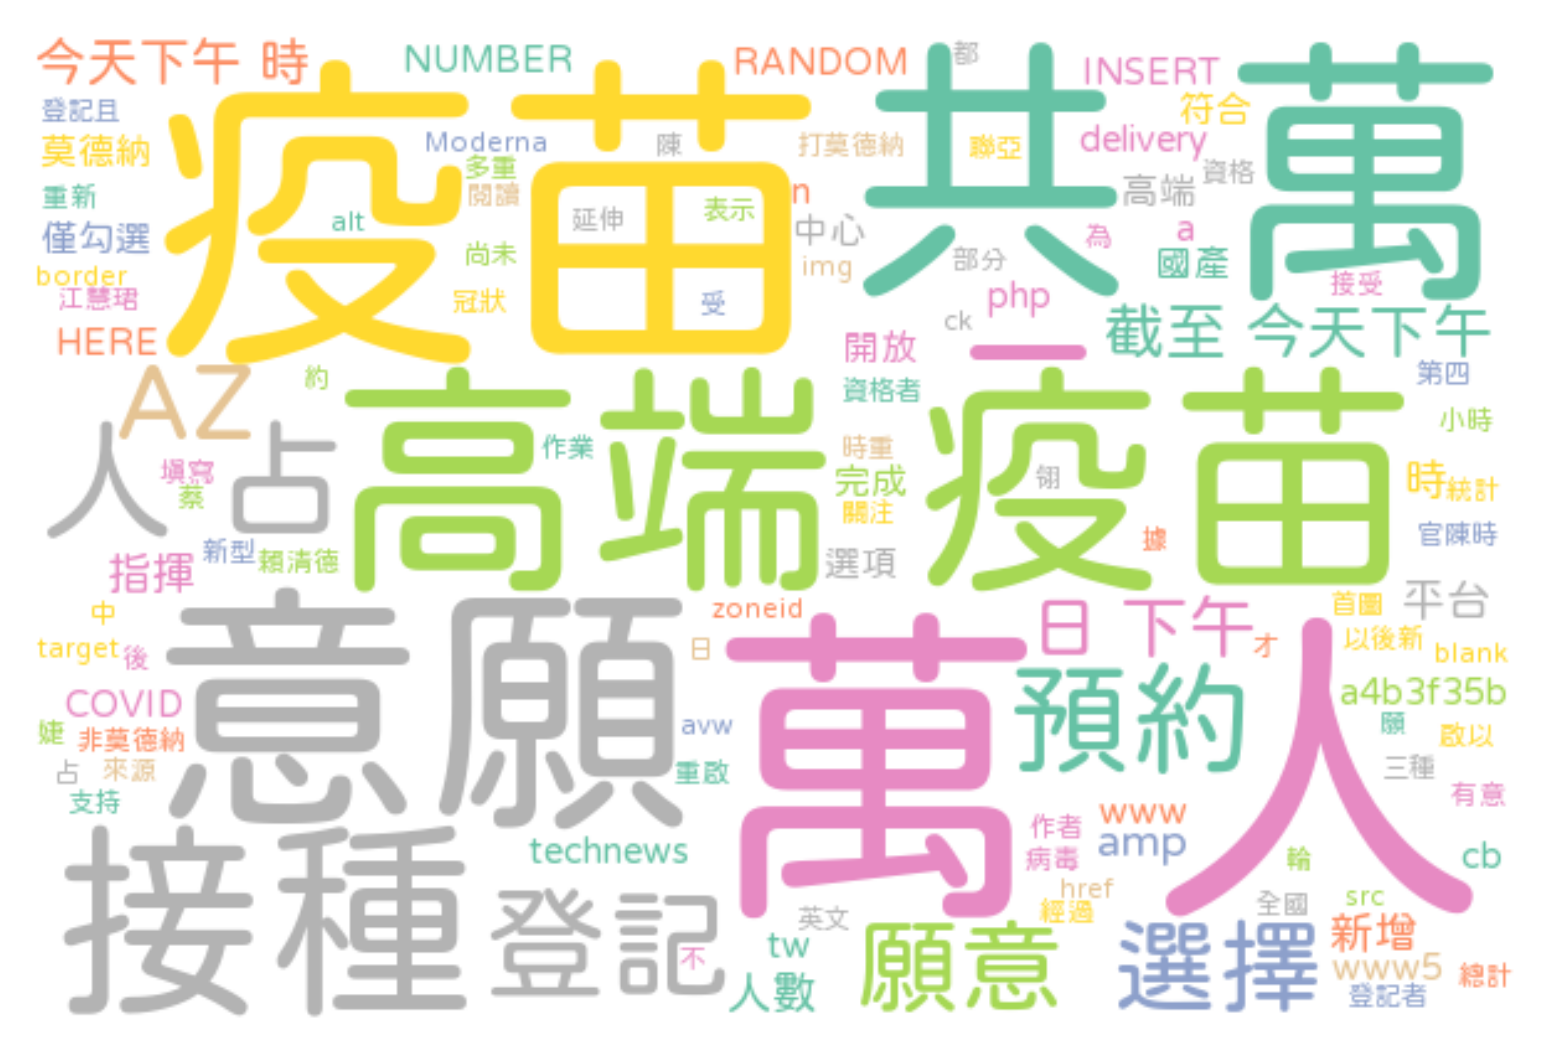 今天下午 時
NUMBER
RANDOM
都
INSERT
共
萬
登記且
疫苗
符合
莫德納
Moderna
陳
打莫德納
聯亞
delivery
多重
資格
重新
閱讀
n
高端
alt
延伸
表示
中心
為
a
僅勾選
尚未
部分
國產
border
img
接受
江慧珺
冠狀
受
php
ck
截至 今天下午
HERE
開放
一
約
資格者
第四
AZ
高端 疫苗
小時
人 占
作業
時重
填寫
完成
翎
時
統計
蔡
關注
據
官陳時
新型
賴清德
選項
指揮
中
意願
zoneid
日 下午
首圖
平台
target
後
日
萬人
才
以後新
blank
COVID
預約
a4b3f35b
婕
非莫德納
avw
願
啟以
占
來源
重啟
三種
支持
有意
接種
technews
作者
www
病毒
amp
輪
cb
登記
href
英文
經過
全國
src
不
tw
願意
選擇
新增
人數
www5
總計
登記者